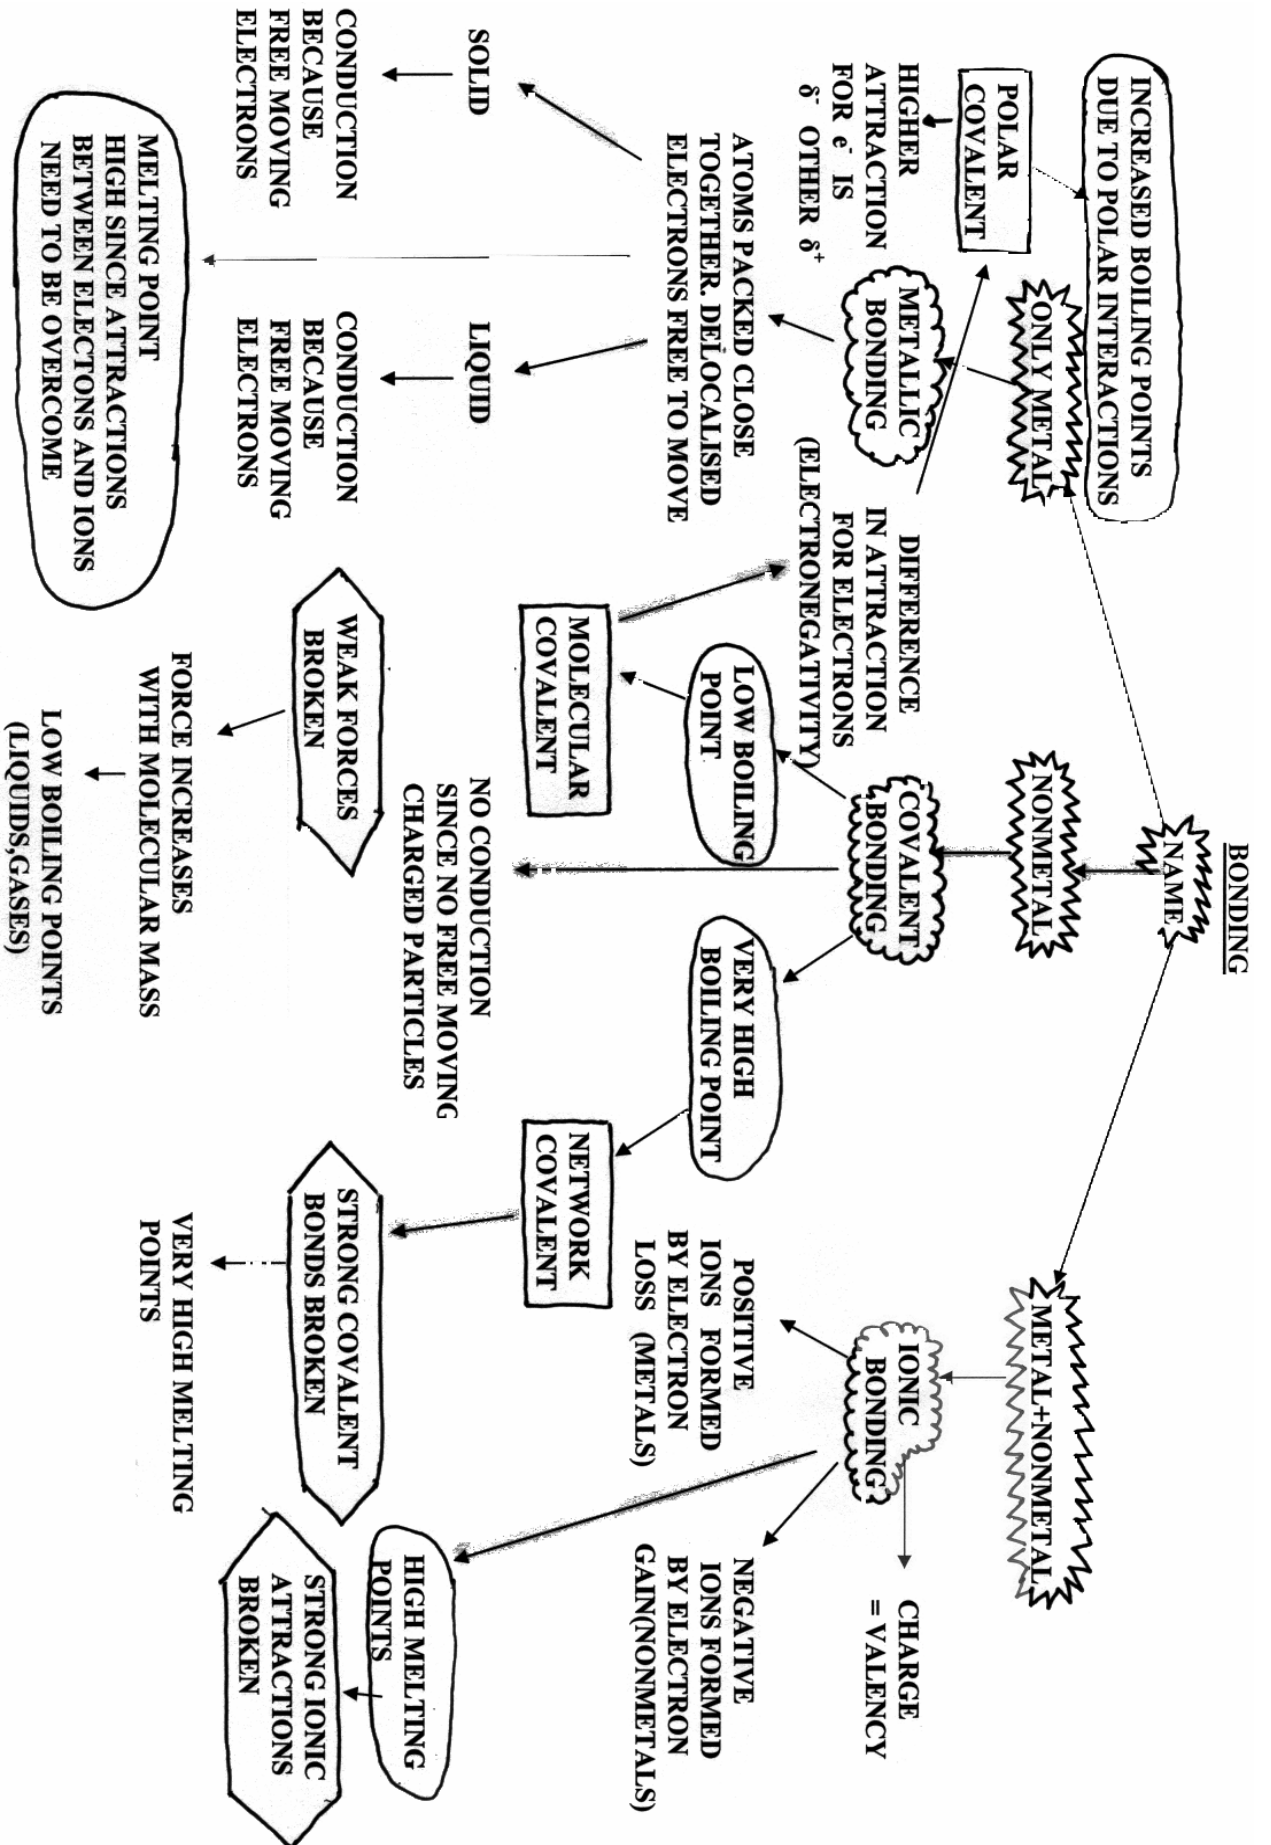 BONDING
NAME
ONLY METAL
NONMETAL
METAL+NONMETAL
INCREASED BOILING POINTS
DUE TO POLAR INTERACTIONS
POLAR
COVALENT
HIGHER
ATTRACTION
FOR e⁻ IS
δ⁻ OTHER δ⁺
METALLIC
BONDING
DIFFERENCE
IN ATTRACTION
FOR ELECTRONS
(ELECTRONEGATIVITY)
COVALENT
BONDING
IONIC
BONDING
CHARGE
= VALENCY
ATOMS PACKED CLOSE
TOGETHER. DELOCALISED
ELECTRONS FREE TO MOVE
LOW BOILING
POINT
VERY HIGH
BOILING POINT
POSITIVE
IONS FORMED
BY ELECTRON
LOSS (METALS)
NEGATIVE
IONS FORMED
BY ELECTRON
GAIN(NONMETALS)
MOLECULAR
COVALENT
NETWORK
COVALENT
SOLID
LIQUID
NO CONDUCTION
SINCE NO FREE MOVING
CHARGED PARTICLES
HIGH MELTING
POINTS
CONDUCTION
BECAUSE
FREE MOVING
ELECTRONS
CONDUCTION
BECAUSE
FREE MOVING
ELECTRONS
WEAK FORCES
BROKEN
STRONG COVALENT
BONDS BROKEN
STRONG IONIC
ATTRACTIONS
BROKEN
MELTING POINT
HIGH SINCE ATTRACTIONS
BETWEEN ELECTONS AND IONS
NEED TO BE OVERCOME
FORCE INCREASES
WITH MOLECULAR MASS
VERY HIGH MELTING
POINTS
LOW BOILING POINTS
(LIQUIDS,GASES)